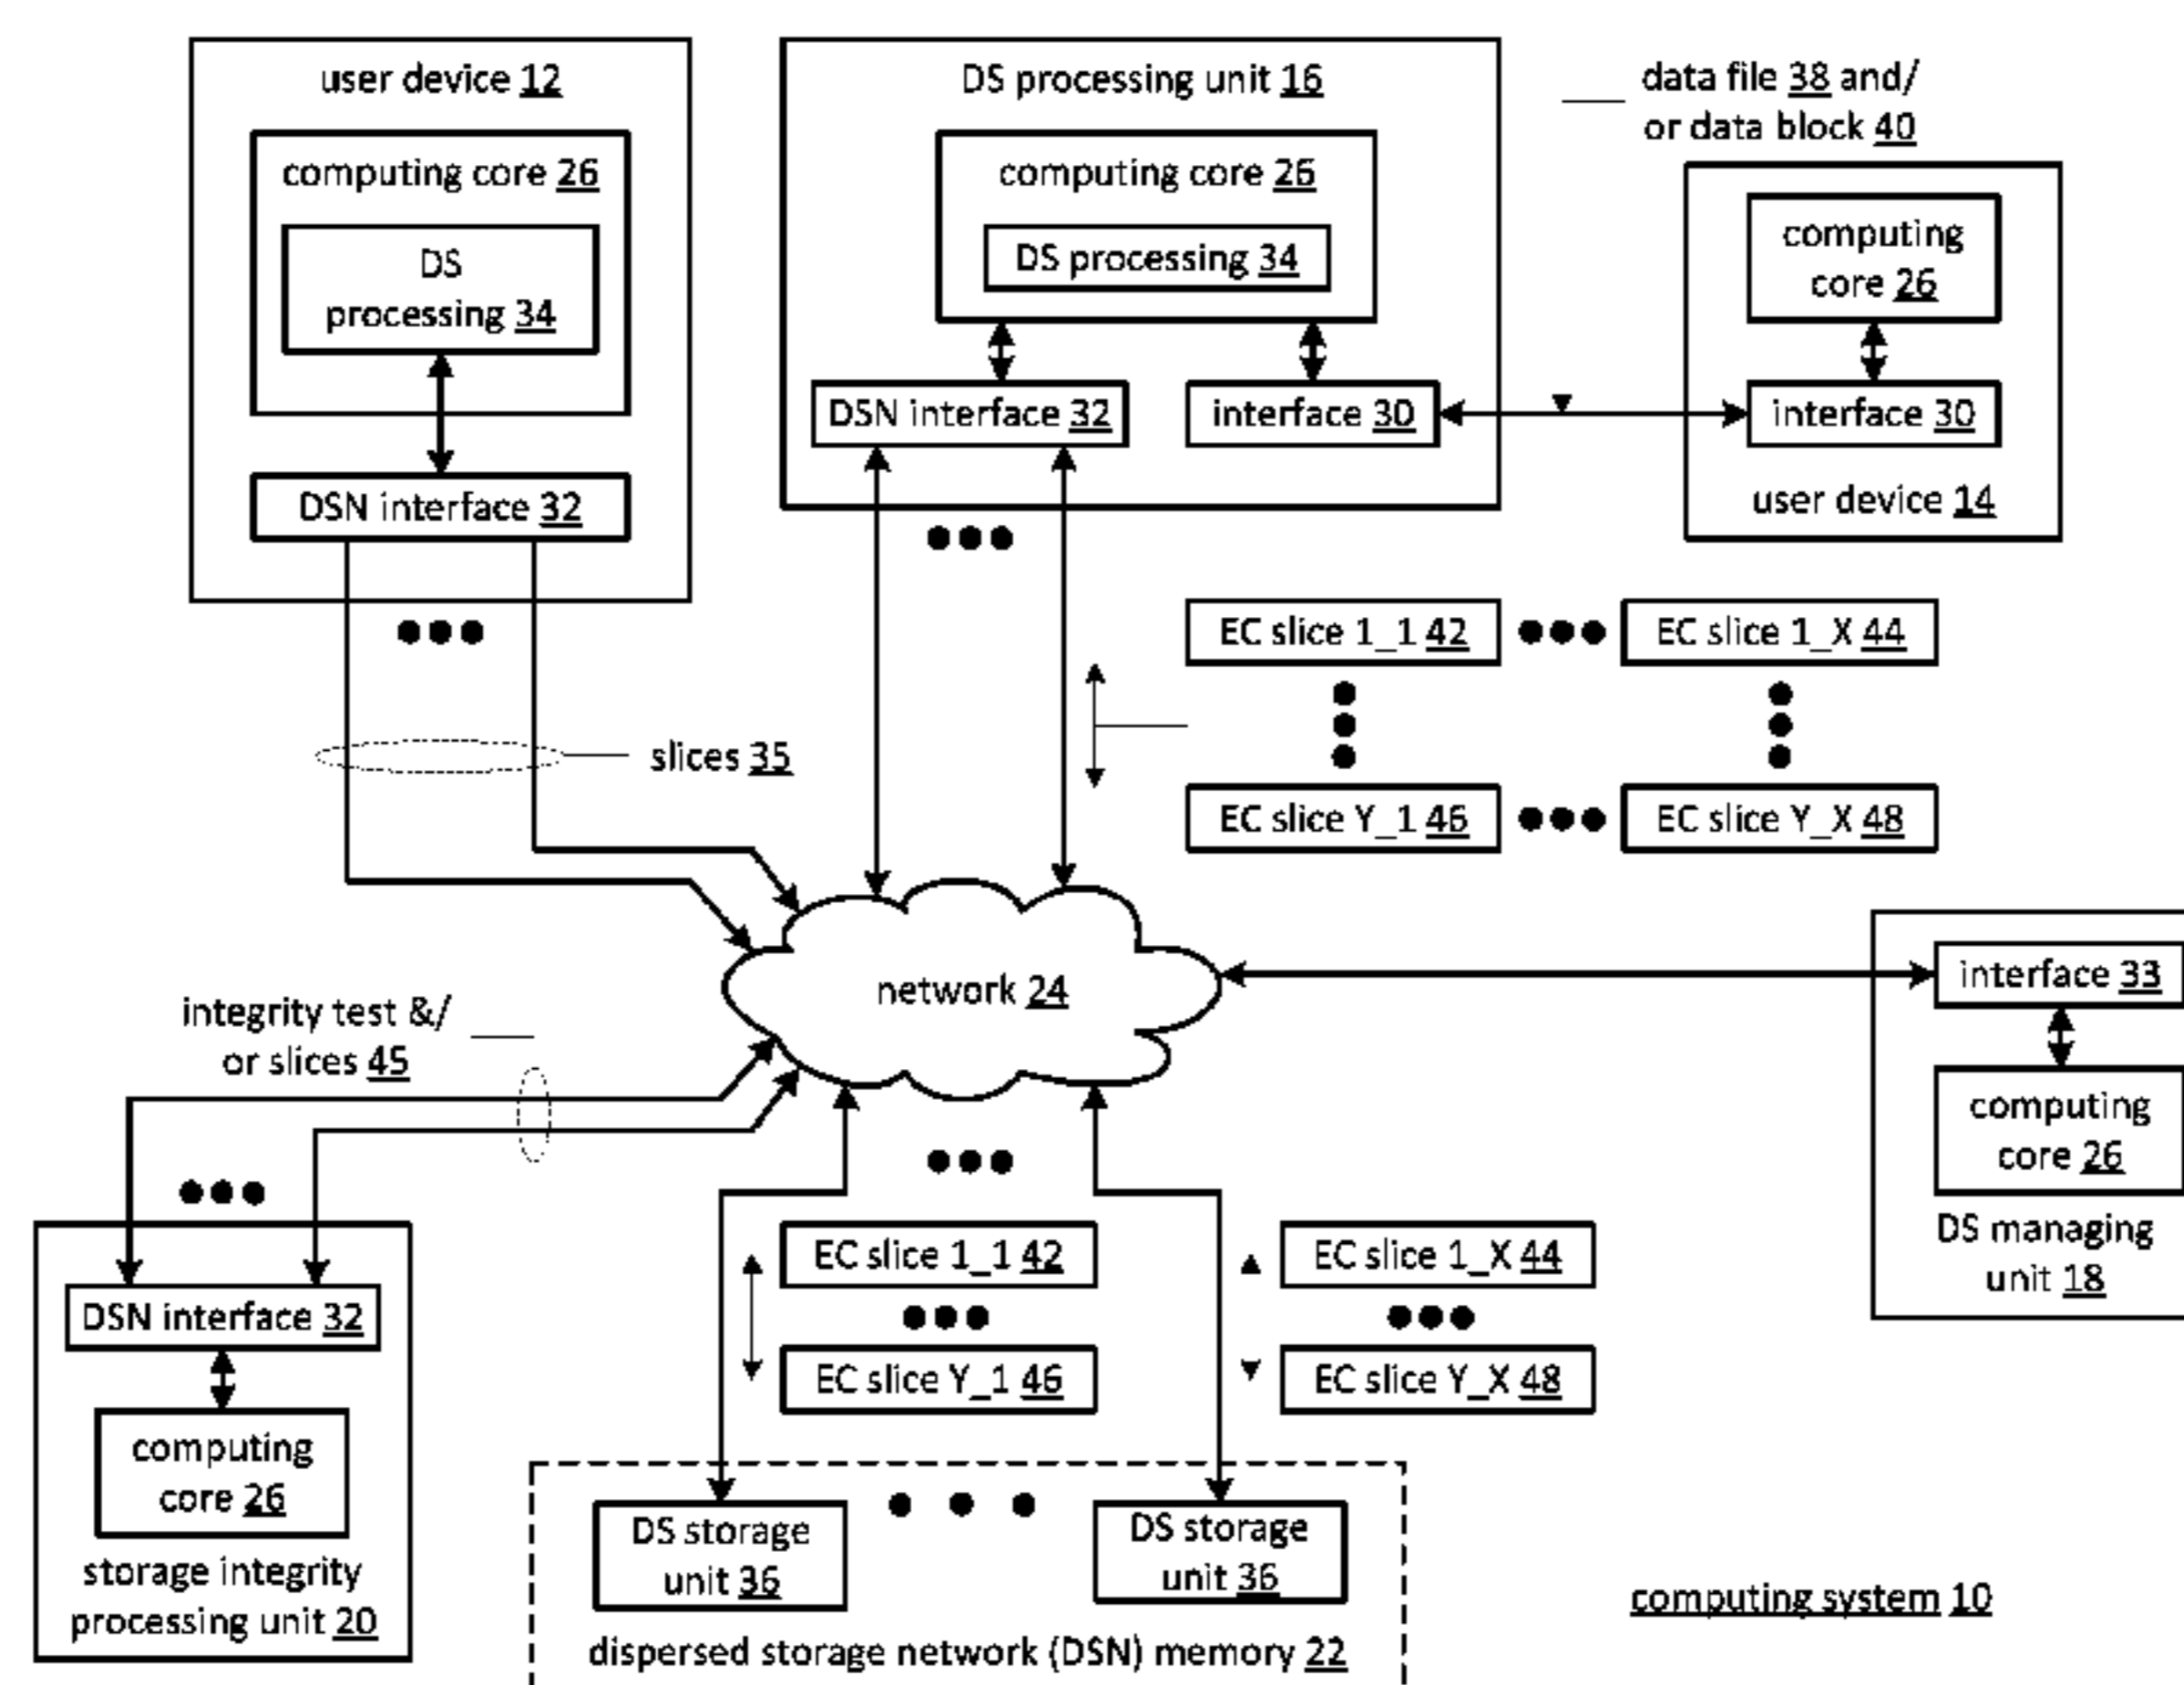 user device 12
computing core 26
DS
processing 34
DSN interface 32
slices 35
DS processing unit 16
computing core 26
DS processing 34
DSN interface 32
interface 30
data file 38 and/
or data block 40
computing
core 26
interface 30
user device 14
EC slice 1_1 42
EC slice 1_X 44
EC slice Y_1 46
EC slice Y_X 48
network 24
interface 33
computing
core 26
DS managing
unit 18
integrity test &/
or slices 45
DSN interface 32
computing
core 26
storage integrity
processing unit 20
EC slice 1_1 42
EC slice Y_1 46
EC slice 1_X 44
EC slice Y_X 48
DS storage
unit 36
DS storage
unit 36
dispersed storage network (DSN) memory 22
computing system 10